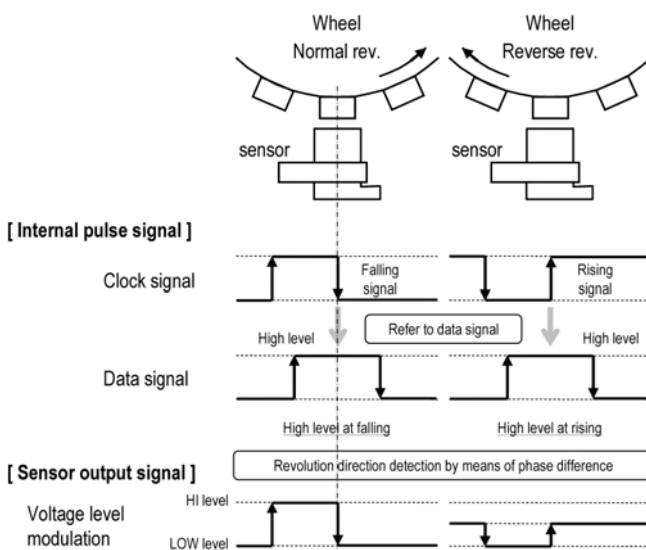 Wheel
Normal rev.
Wheel
Reverse rev.
sensor
sensor
[ Internal pulse signal ]
Clock signal
Falling
signal
Rising
signal
Refer to data signal
High level
High level
Data signal
High level at falling
High level at rising
[ Sensor output signal ]
Revolution direction detection by means of phase difference
HI level
Voltage level
modulation
LOW level